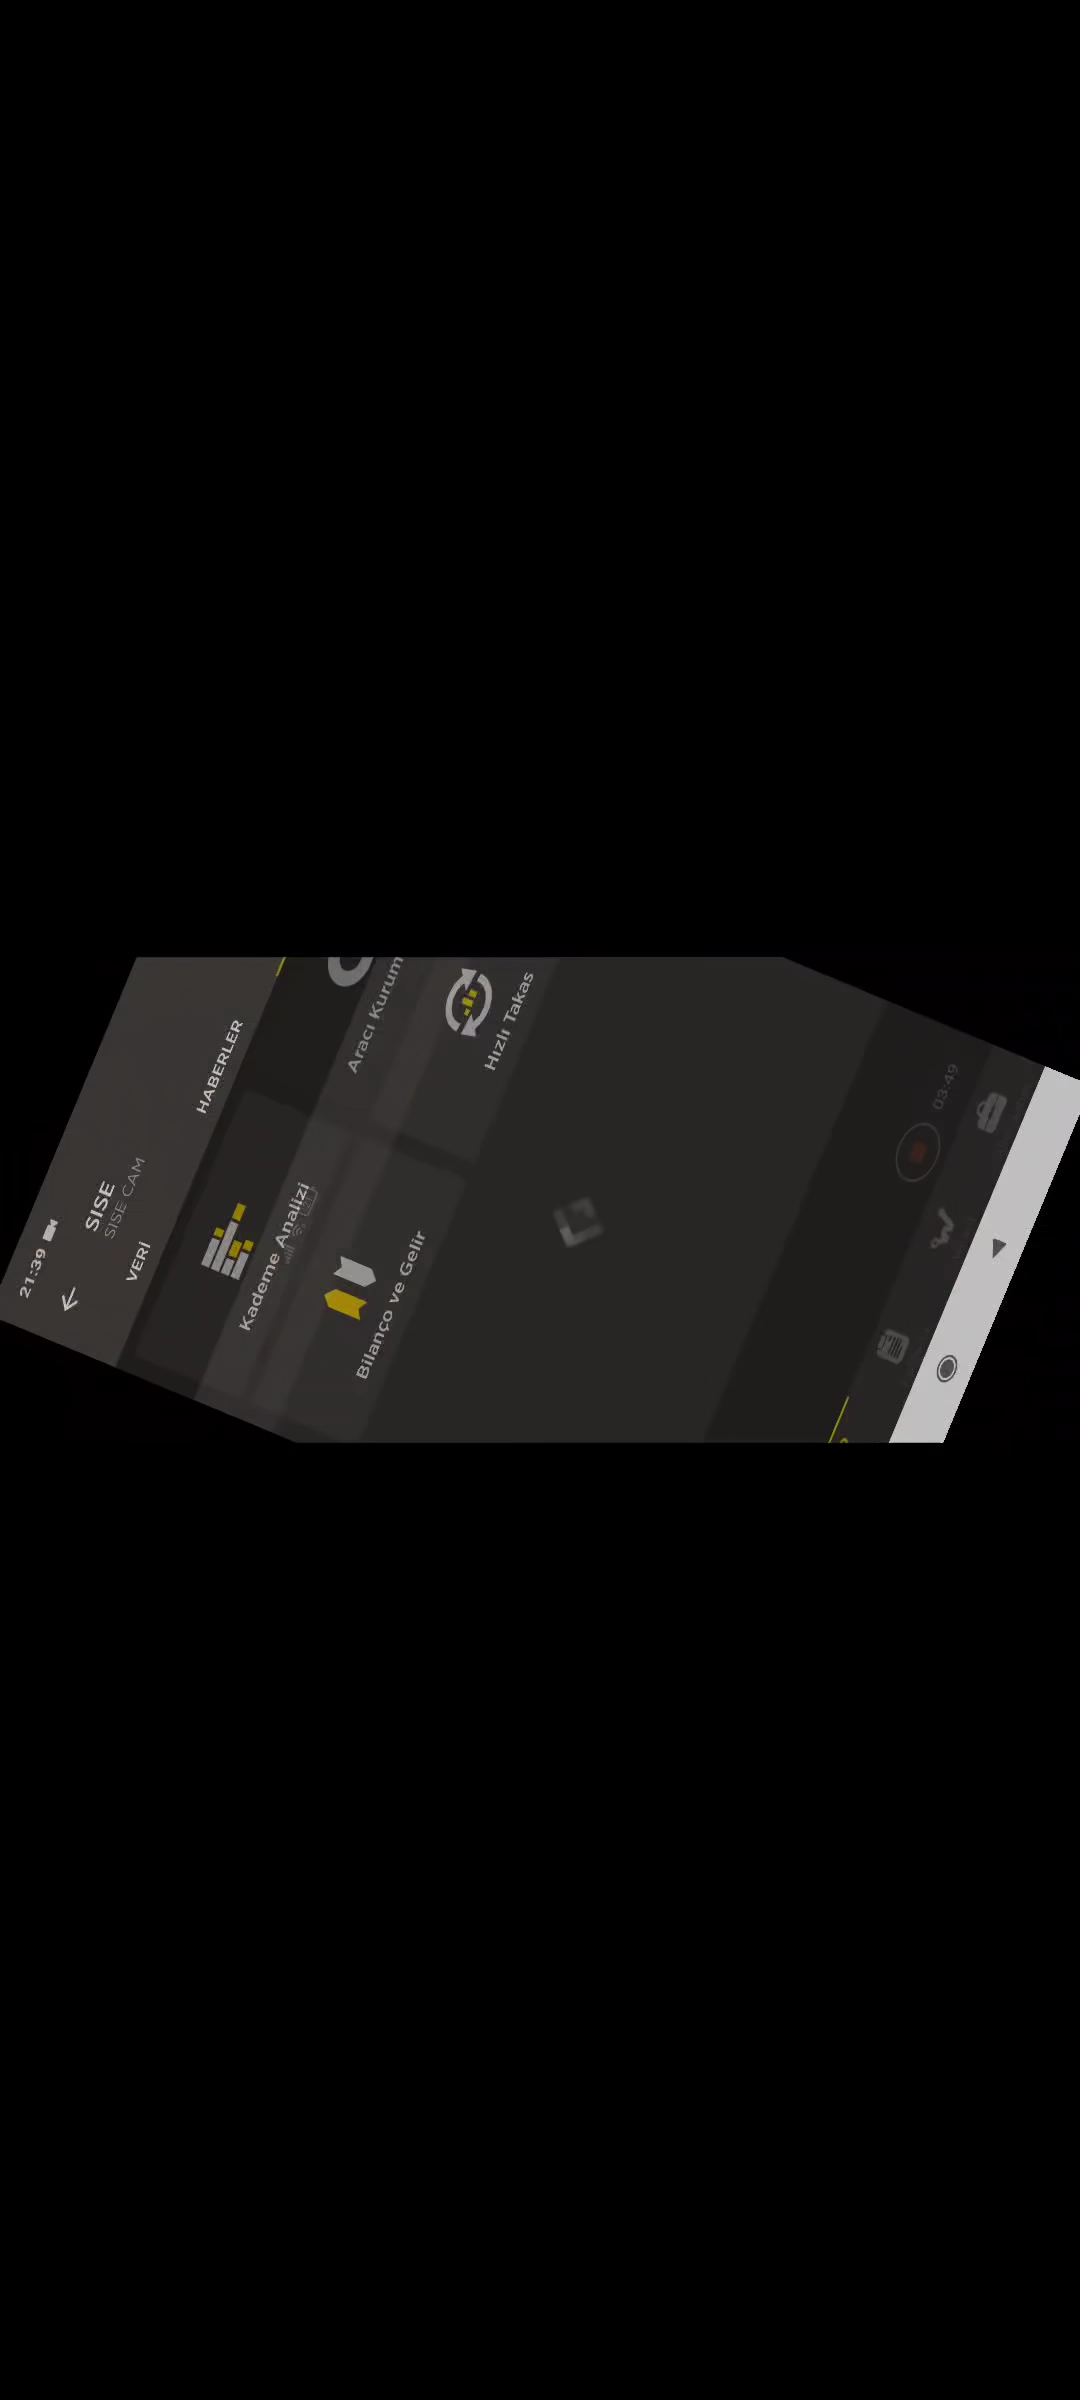 21:39
SISE
SISE CAM
VERİ
HABERLER
Kademe Analizi
Aracı Kurum
Bilanço ve Gelir
Hızlı Takas
03:49